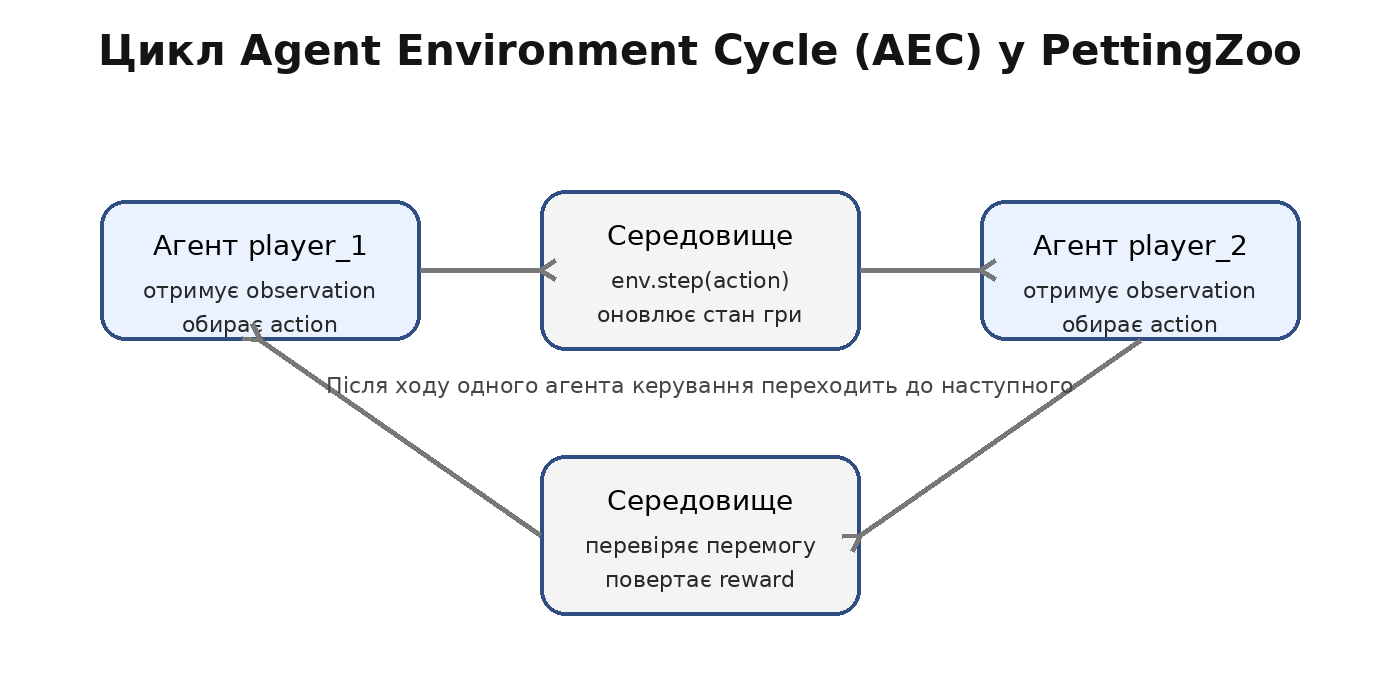 Цикл Agent Environment Cycle (AEC) у PettingZoo
Агент player_1
отримує observation
обирає action
Середовище
env.step(action)
оновлює стан гри
Агент player_2
отримує observation
обирає action
Після ходу одного агента керування переходить до наступного
Середовище
перевіряє перемогу
повертає reward